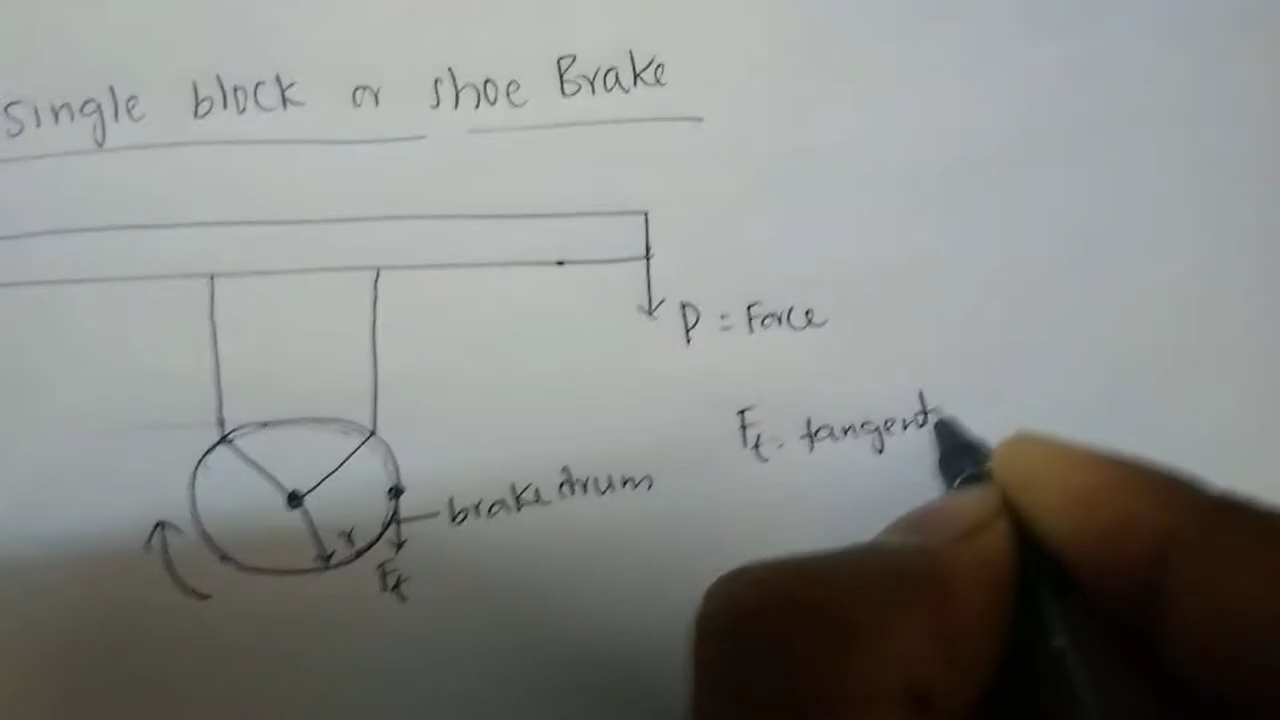 Single block or shoe Brake
P = Force
Ft - tangent
brake drum
r
Ft